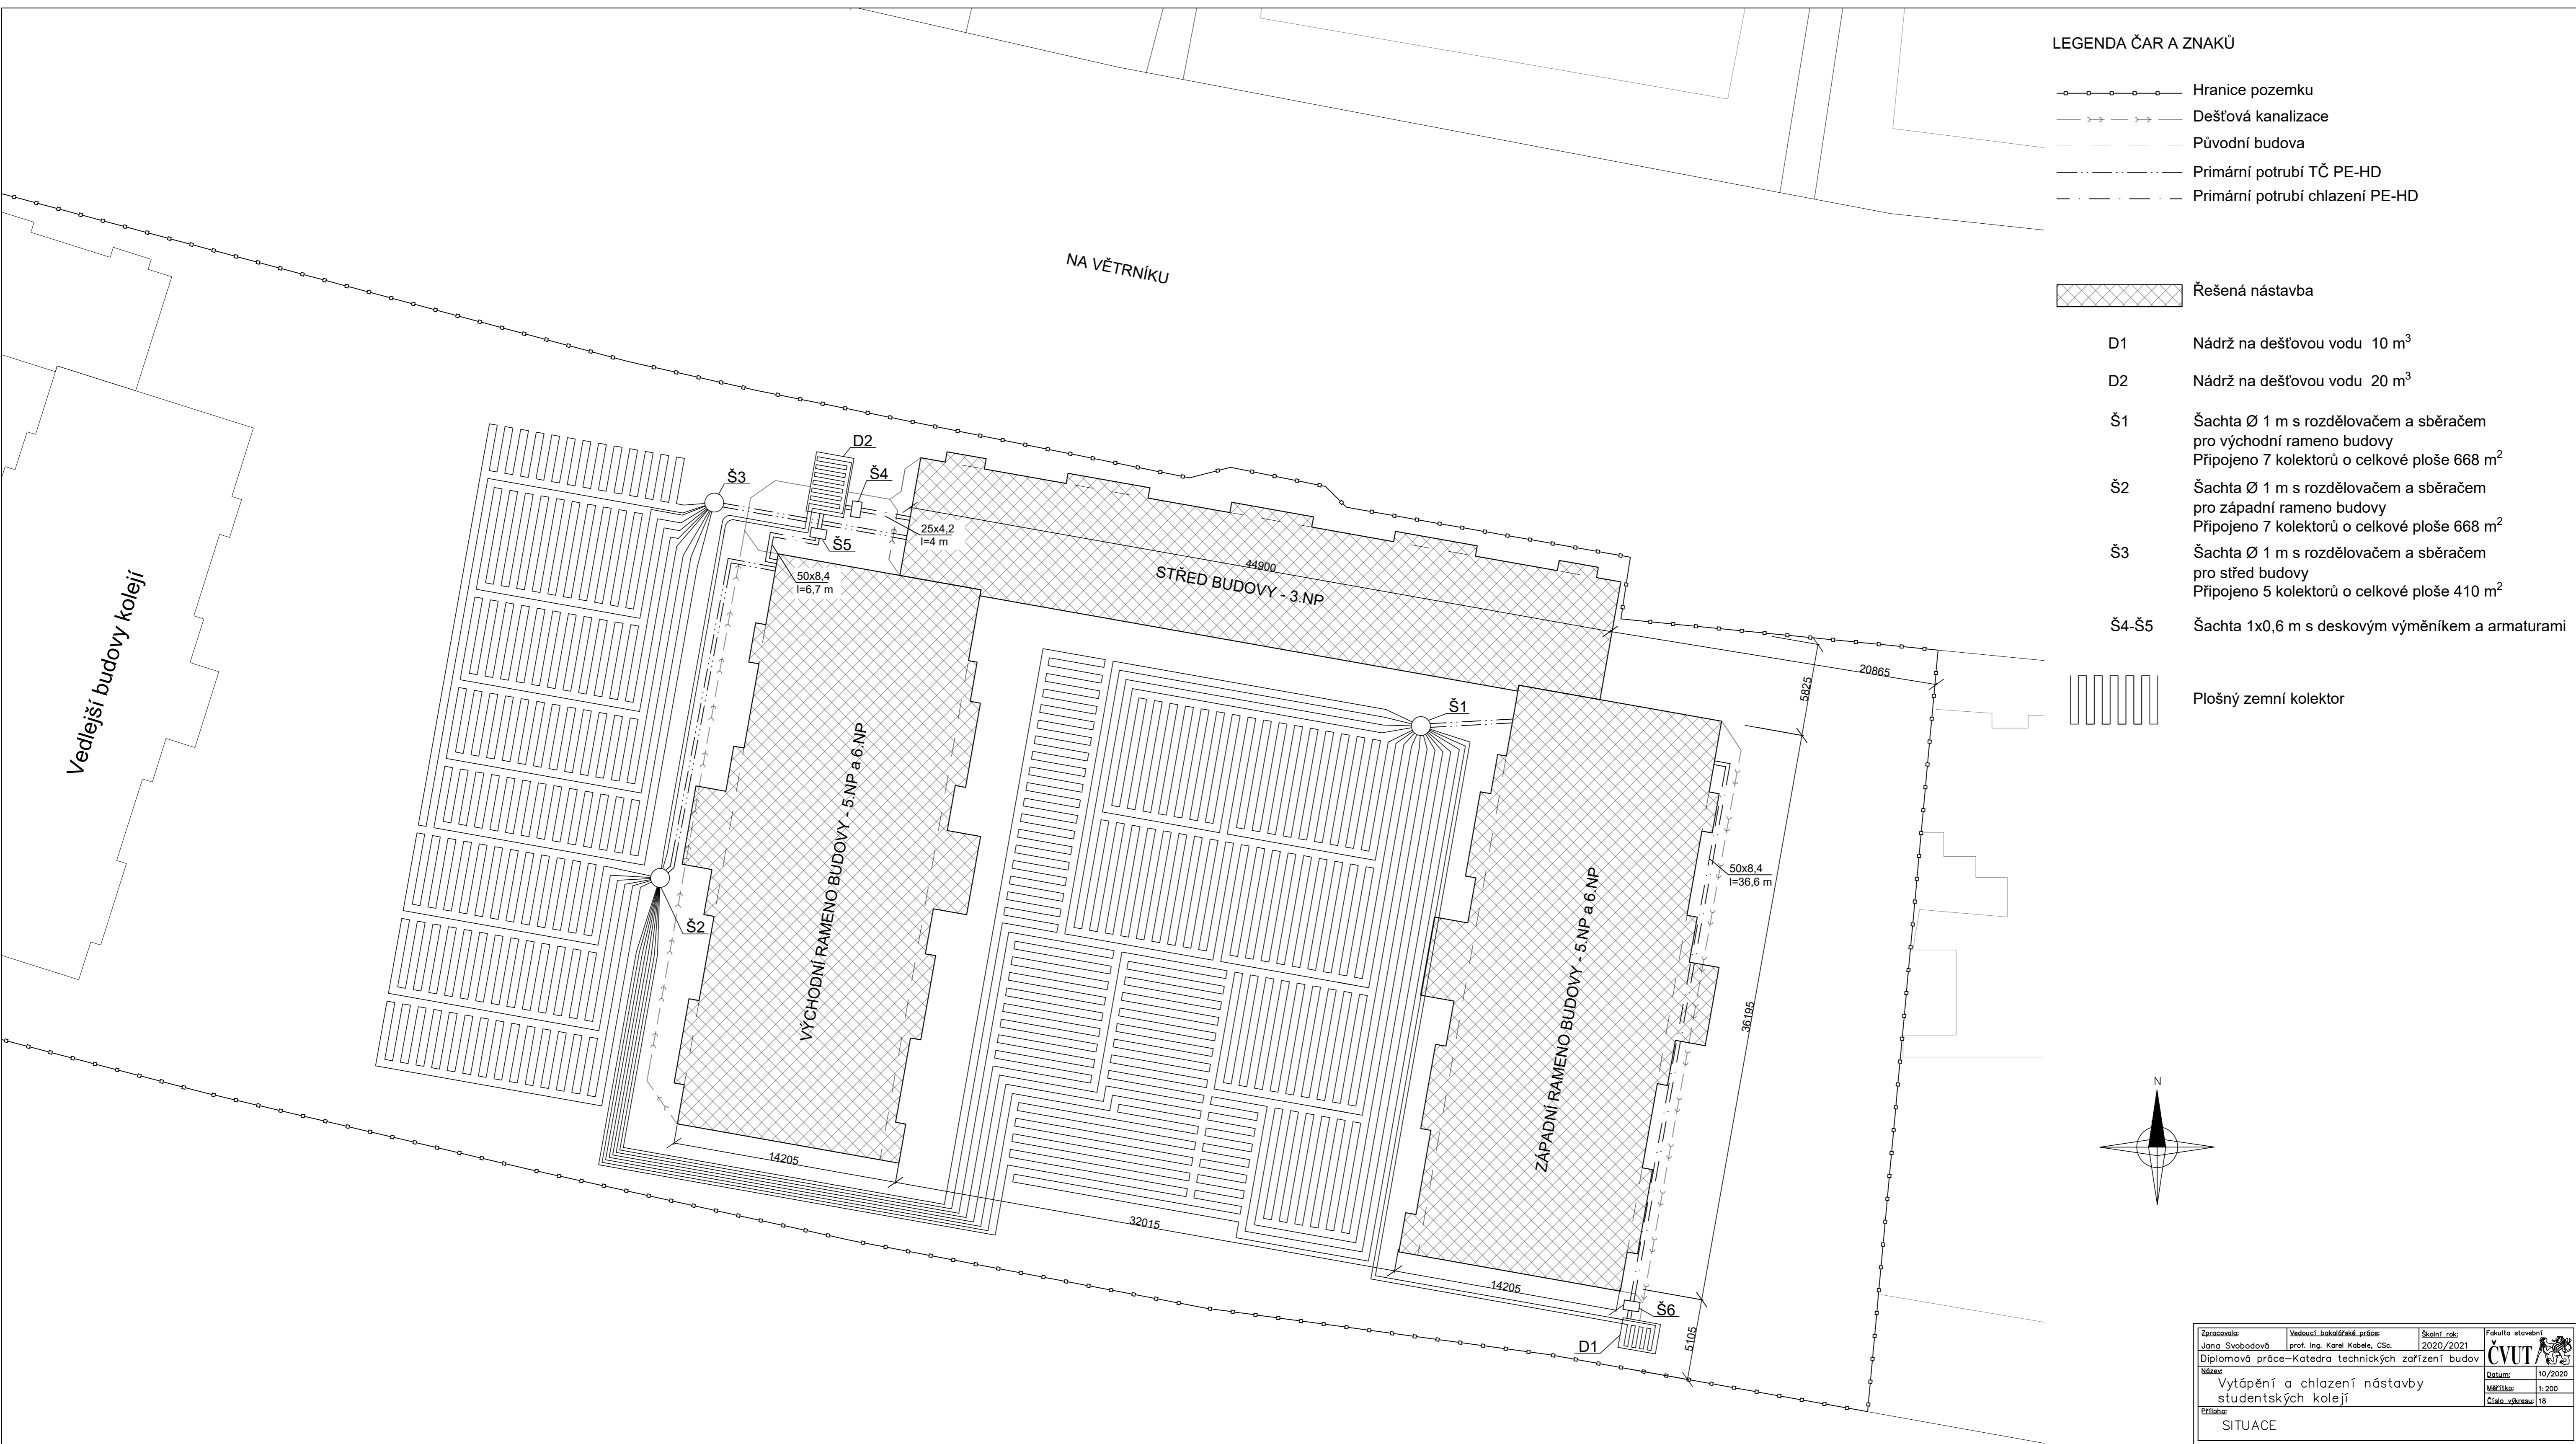 LEGENDA ČAR A ZNAKŮ
Hranice pozemku
Dešťová kanalizace
Původní budova
Primární potrubí TČ PE-HD
Primární potrubí chlazení PE-HD
Řešená nástavba
D1 Nádrž na dešťovou vodu 10 m³
D2 Nádrž na dešťovou vodu 20 m³
Š1 Šachta Ø 1 m s rozdělovačem a sběračem
pro východní rameno budovy
Připojeno 7 kolektorů o celkové ploše 668 m²
Š2 Šachta Ø 1 m s rozdělovačem a sběračem
pro západní rameno budovy
Připojeno 7 kolektorů o celkové ploše 668 m²
Š3 Šachta Ø 1 m s rozdělovačem a sběračem
pro střed budovy
Připojeno 5 kolektorů o celkové ploše 410 m²
Š4-Š5 Šachta 1x0,6 m s deskovým výměníkem a armaturami
Plošný zemní kolektor
NA VĚTRNÍKU
Vedlejší budovy kolejí
D2
Š3
Š4
Š5
25x4,2
l=4 m
50x8,4
l=6,7 m
44900
STŘED BUDOVY - 3.NP
20865
5825
Š1
VÝCHODNÍ RAMENO BUDOVY - 5.NP a 6.NP
50x8,4
l=36,6 m
Š2
ZÁPADNÍ RAMENO BUDOVY - 5.NP a 6.NP
36195
14205
32015
14205
Š6
D1
5105
N
Zpracovala:
Jana Svobodová
Vedoucí bakalářské práce:
prof. Ing. Karel Kabele, CSc.
Školní rok:
2020/2021
Fakulta stavební
ČVUT
Diplomová práce–Katedra technických zařízení budov
Název:
Vytápění a chlazení nástavby
studentských kolejí
Datum: 10/2020
Měřítko: 1: 200
Číslo výkresu: 18
Příloha:
SITUACE